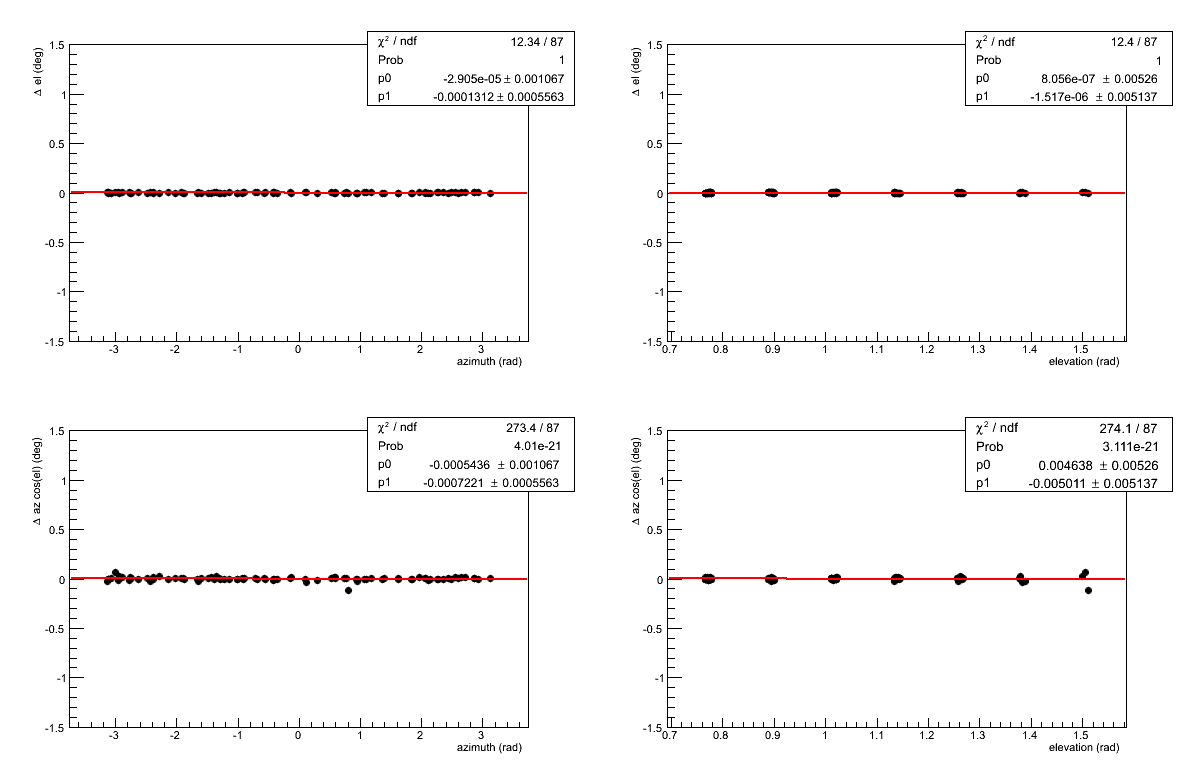 χ² / ndf 12.34 / 87
Prob 1
p0 -2.905e-05 ± 0.001067
p1 -0.0001312 ± 0.0005563
Δ el (deg)
1.5
1
0.5
0
-0.5
-1
-1.5
-3 -2 -1 0 1 2 3
azimuth (rad)
χ² / ndf 12.4 / 87
Prob 1
p0 8.056e-07 ± 0.00526
p1 -1.517e-06 ± 0.005137
Δ el (deg)
1.5
1
0.5
0
-0.5
-1
-1.5
0.7 0.8 0.9 1 1.1 1.2 1.3 1.4 1.5
elevation (rad)
χ² / ndf 273.4 / 87
Prob 4.01e-21
p0 -0.0005436 ± 0.001067
p1 -0.0007221 ± 0.0005563
Δ az cos(el) (deg)
1.5
1
0.5
0
-0.5
-1
-1.5
-3 -2 -1 0 1 2 3
azimuth (rad)
χ² / ndf 274.1 / 87
Prob 3.111e-21
p0 0.004638 ± 0.00526
p1 -0.005011 ± 0.005137
Δ az cos(el) (deg)
1.5
1
0.5
0
-0.5
-1
-1.5
0.7 0.8 0.9 1 1.1 1.2 1.3 1.4 1.5
elevation (rad)